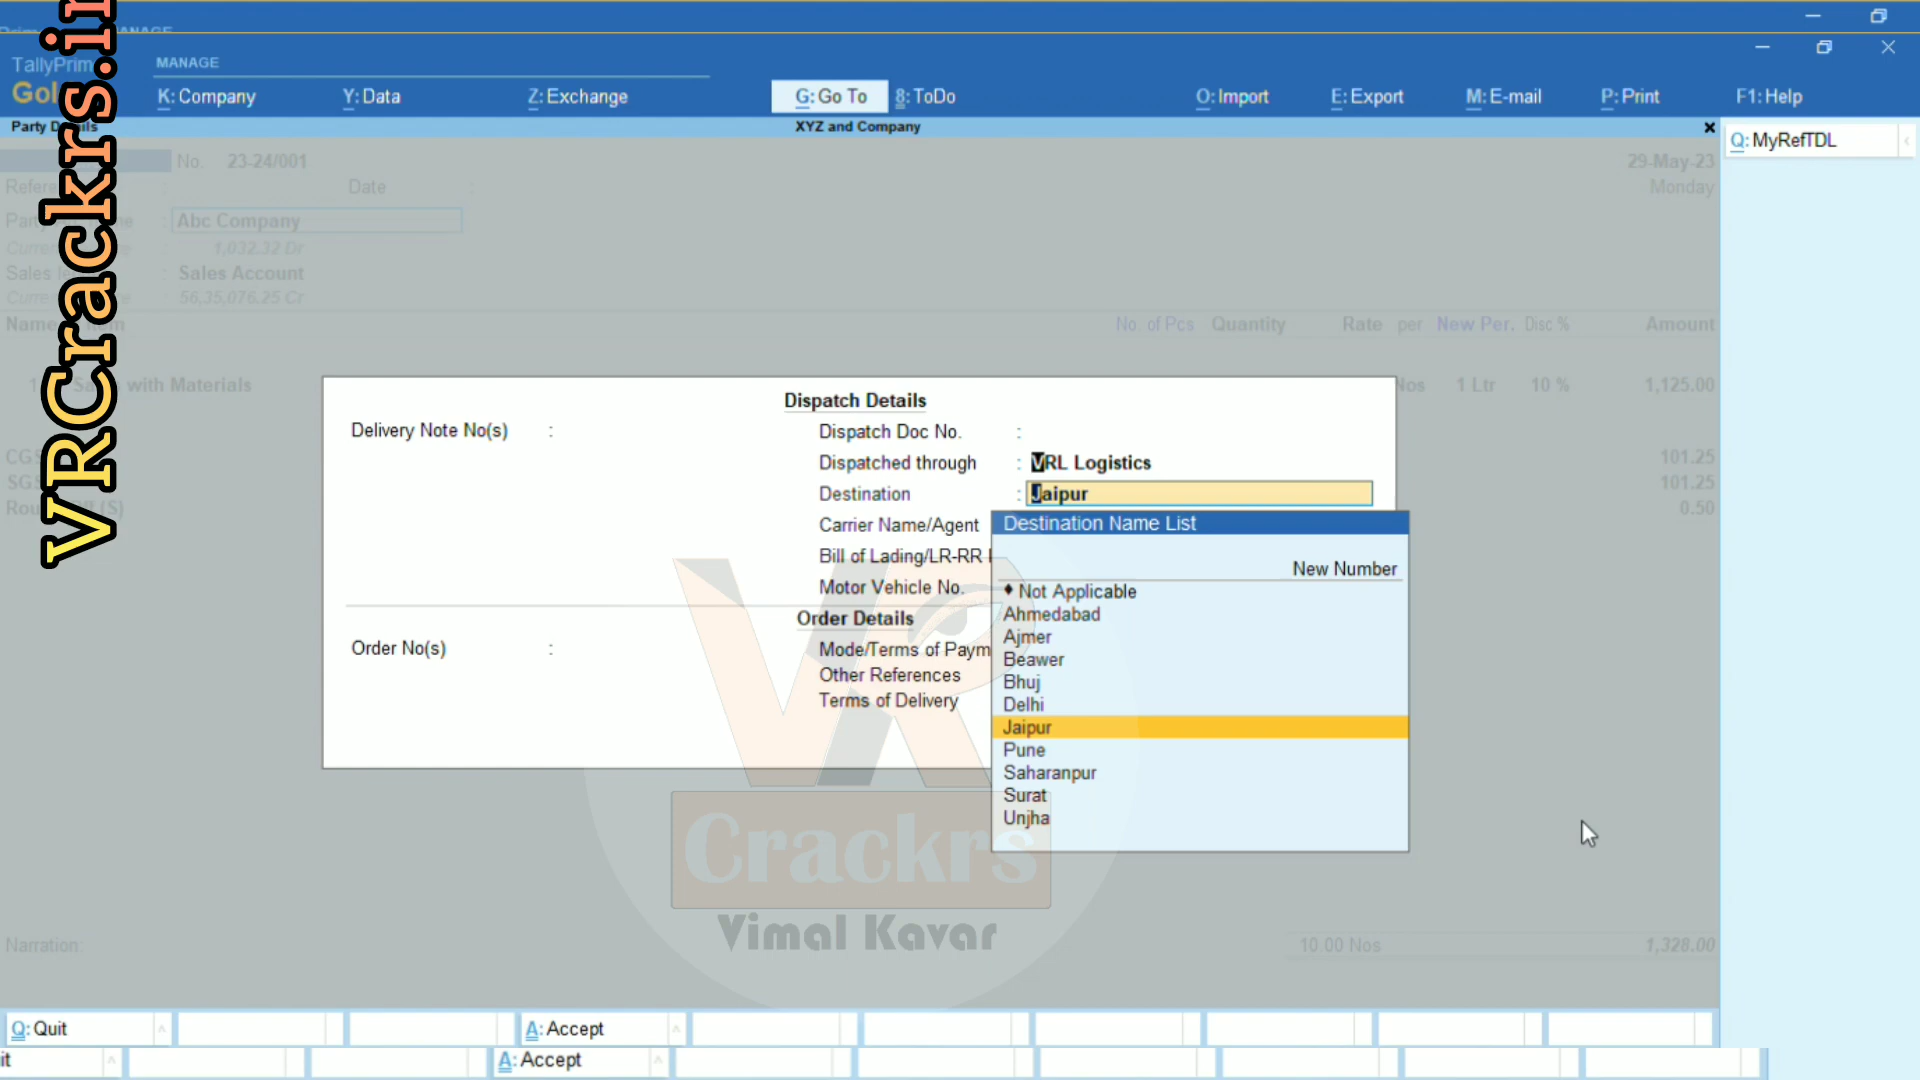 MANAGE
TallyPrim
MANAGE
Gol
K: Company
Y: Data
Z: Exchange
G: Go To
8: ToDo
O: Import
E: Export
M: E-mail
P: Print
F1: Help
XYZ and Company
Q: MyRefTDL
VRCrackrs.in
No. 23-24/001
29-May-23
Date :
Monday
Abc Company
1,032.32 Dr
: Sales Account
56,35,076.25 Cr
No. of Pcs Quantity Rate per New Per. Disc % Amount
with Materials
Nos 1 Ltr 10 % 1,125.00
101.25
101.25
0.50
Dispatch Details
Delivery Note No(s) :
Dispatch Doc No. :
Dispatched through : VRL Logistics
Destination : Jaipur
Carrier Name/Agent
Bill of Lading/LR-RR
Motor Vehicle No.
Order Details
Order No(s) :
Mode/Terms of Paym
Other References
Terms of Delivery
Destination Name List
New Number
♦ Not Applicable
Ahmedabad
Ajmer
Beawer
Bhuj
Delhi
Jaipur
Pune
Saharanpur
Surat
Unjha
VR
Crackrs
Vimal Kavar
Narration:
10.00 Nos 1,328.00
Q: Quit
A: Accept
it
A: Accept